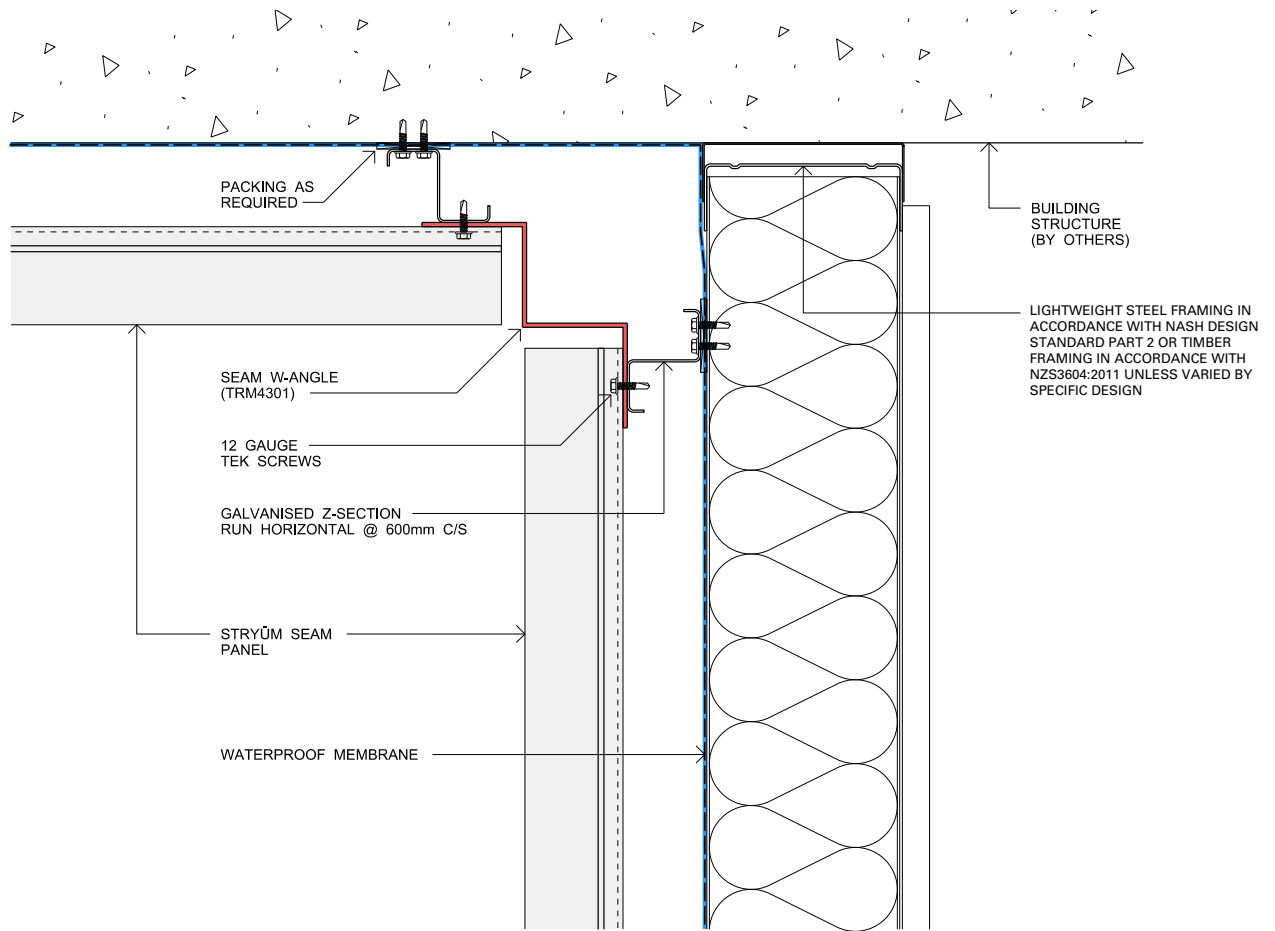 PACKING AS
REQUIRED
BUILDING
STRUCTURE
(BY OTHERS)
LIGHTWEIGHT STEEL FRAMING IN
ACCORDANCE WITH NASH DESIGN
STANDARD PART 2 OR TIMBER
FRAMING IN ACCORDANCE WITH
NZS3604:2011 UNLESS VARIED BY
SPECIFIC DESIGN
SEAM W-ANGLE
(TRM4301)
12 GAUGE
TEK SCREWS
GALVANISED Z-SECTION
RUN HORIZONTAL @ 600mm C/S
STRYŪM SEAM
PANEL
WATERPROOF MEMBRANE